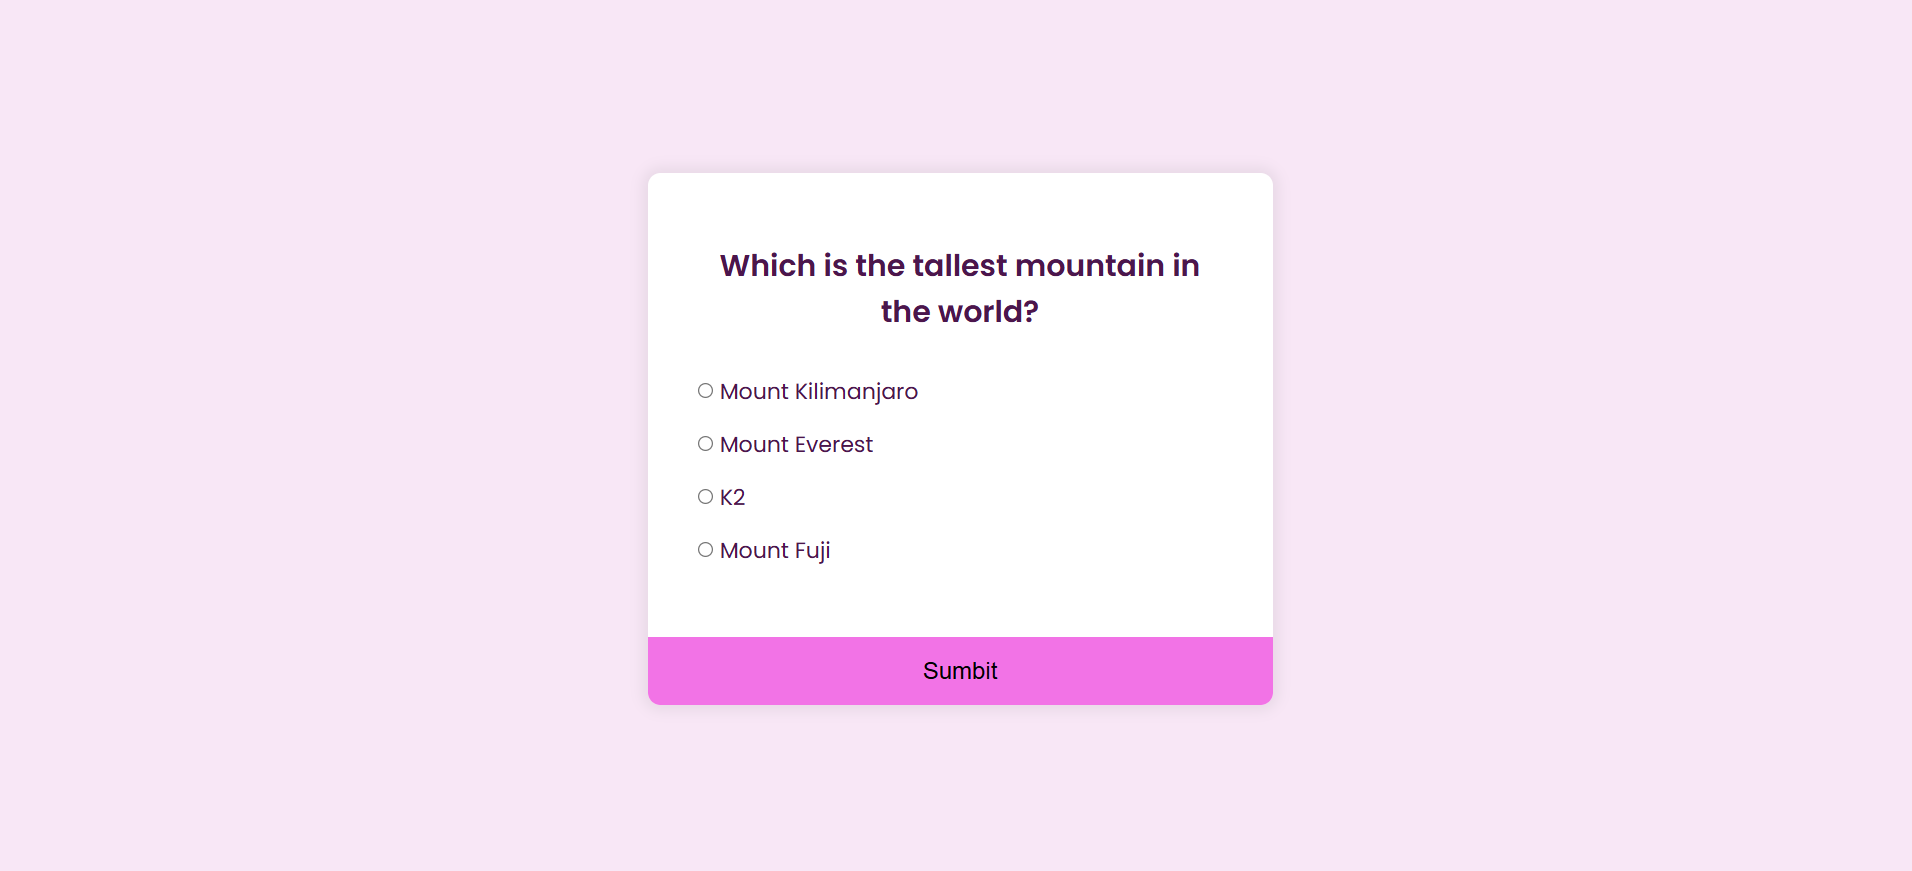 Which is the tallest mountain in
the world?
Mount Kilimanjaro
Mount Everest
K2
Mount Fuji
Sumbit